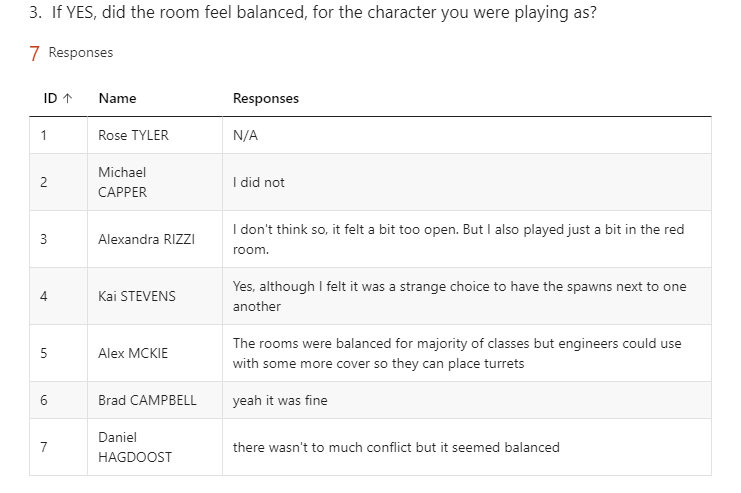 3. If YES, did the room feel balanced, for the character you were playing as?
7 Responses
ID ↑ Name Responses
1 Rose TYLER N/A
2 Michael CAPPER I did not
3 Alexandra RIZZI I don't think so, it felt a bit too open. But I also played just a bit in the red
room.
4 Kai STEVENS Yes, although I felt it was a strange choice to have the spawns next to one
another
5 Alex MCKIE The rooms were balanced for majority of classes but engineers could use
with some more cover so they can place turrets
6 Brad CAMPBELL yeah it was fine
7 Daniel HAGDOOST there wasn't to much conflict but it seemed balanced